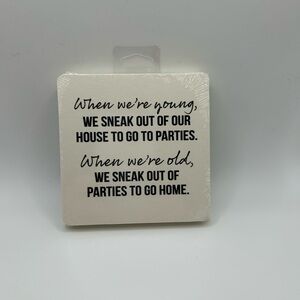 When we're young,
WE SNEAK OUT OF OUR
HOUSE TO GO TO PARTIES.
When we're old,
WE SNEAK OUT OF
PARTIES TO GO HOME.